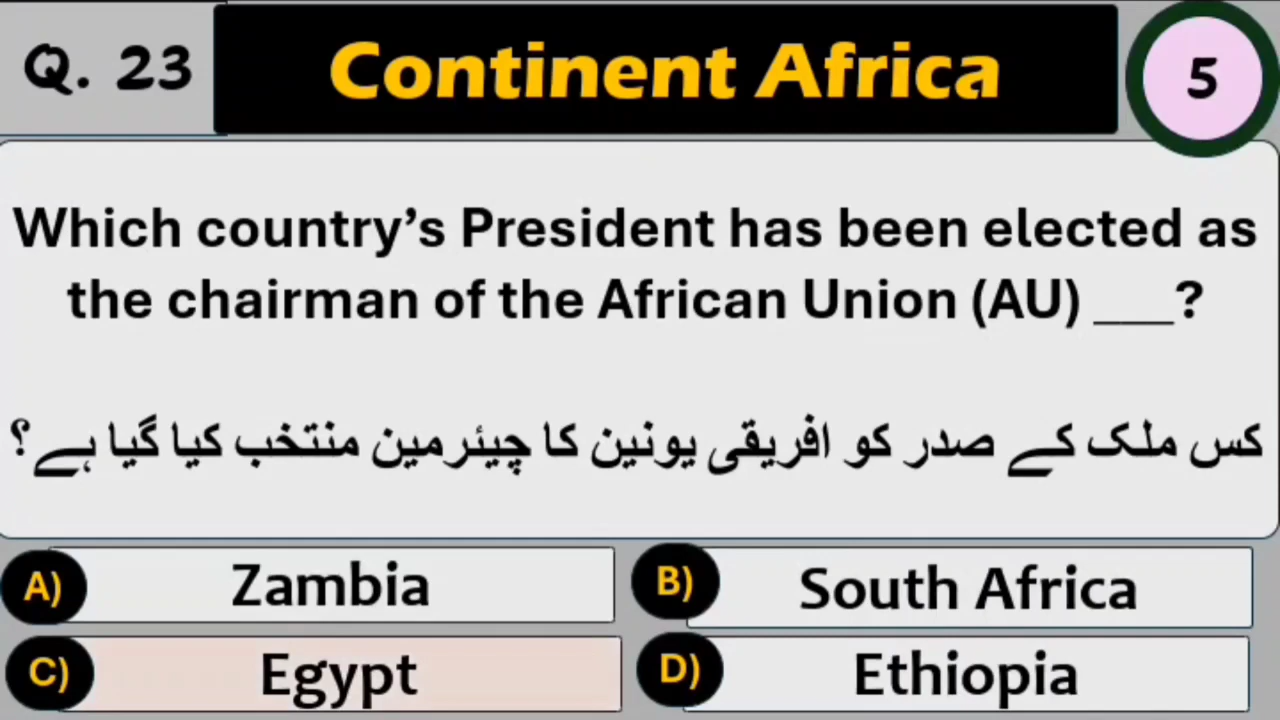 Q. 23
Continent Africa
5
Which country’s President has been elected as
the chairman of the African Union (AU) ___?
کس ملک کے صدر کو افریقی یونین کا چیئرمین منتخب کیا گیا ہے؟
A) Zambia
B) South Africa
C) Egypt
D) Ethiopia